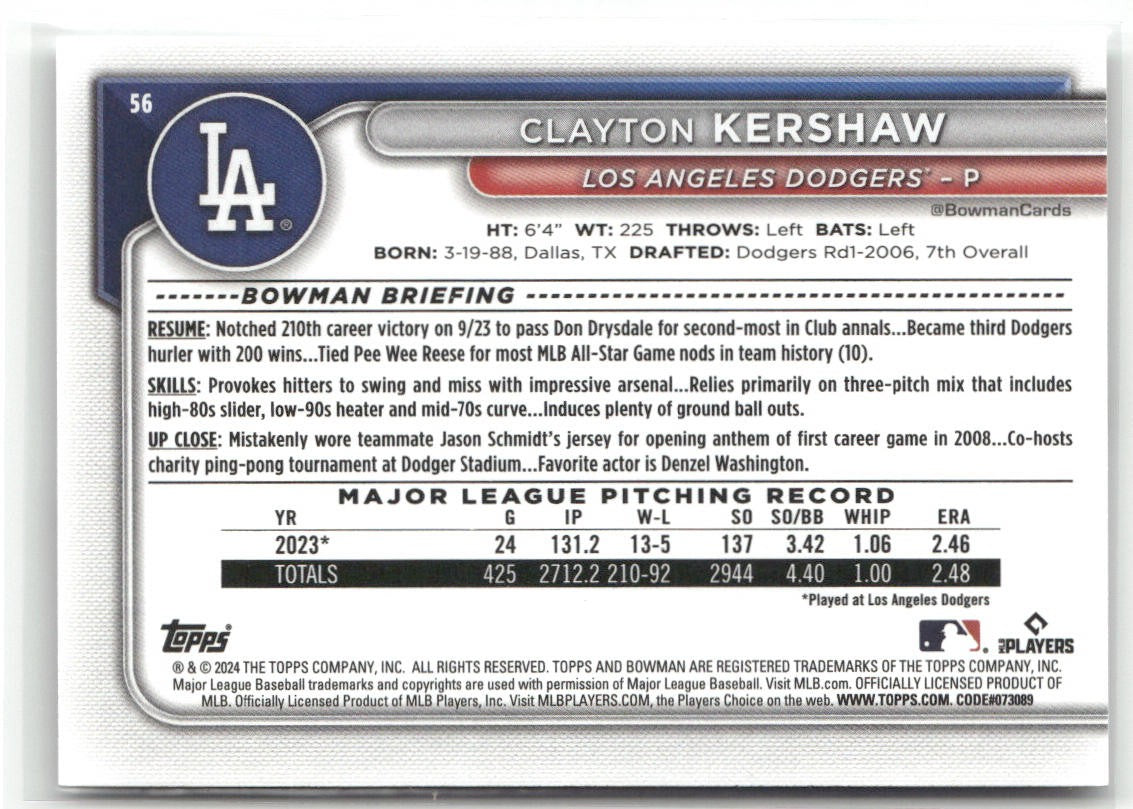 56
LA®
CLAYTON KERSHAW
LOS ANGELES DODGERS™ – P
@BowmanCards
HT: 6'4" WT: 225 THROWS: Left BATS: Left
BORN: 3-19-88, Dallas, TX DRAFTED: Dodgers Rd1-2006, 7th Overall
-------BOWMAN BRIEFING --------------------------------------------
RESUME: Notched 210th career victory on 9/23 to pass Don Drysdale for second-most in Club annals...Became third Dodgers
hurler with 200 wins...Tied Pee Wee Reese for most MLB All-Star Game nods in team history (10).
SKILLS: Provokes hitters to swing and miss with impressive arsenal...Relies primarily on three-pitch mix that includes
high-80s slider, low-90s heater and mid-70s curve...Induces plenty of ground ball outs.
UP CLOSE: Mistakenly wore teammate Jason Schmidt's jersey for opening anthem of first career game in 2008...Co-hosts
charity ping-pong tournament at Dodger Stadium...Favorite actor is Denzel Washington.
MAJOR LEAGUE PITCHING RECORD
YR G IP W-L SO SO/BB WHIP ERA
2023* 24 131.2 13-5 137 3.42 1.06 2.46
TOTALS 425 2712.2 210-92 2944 4.40 1.00 2.48
*Played at Los Angeles Dodgers
TOPPS
MLB PLAYERS
® & © 2024 THE TOPPS COMPANY, INC. ALL RIGHTS RESERVED. TOPPS AND BOWMAN ARE REGISTERED TRADEMARKS OF THE TOPPS COMPANY, INC.
Major League Baseball trademarks and copyrights are used with permission of Major League Baseball. Visit MLB.com. OFFICIALLY LICENSED PRODUCT OF
MLB. Officially Licensed Product of MLB Players, Inc. Visit MLBPLAYERS.COM, the Players Choice on the web. WWW.TOPPS.COM. CODE#073089